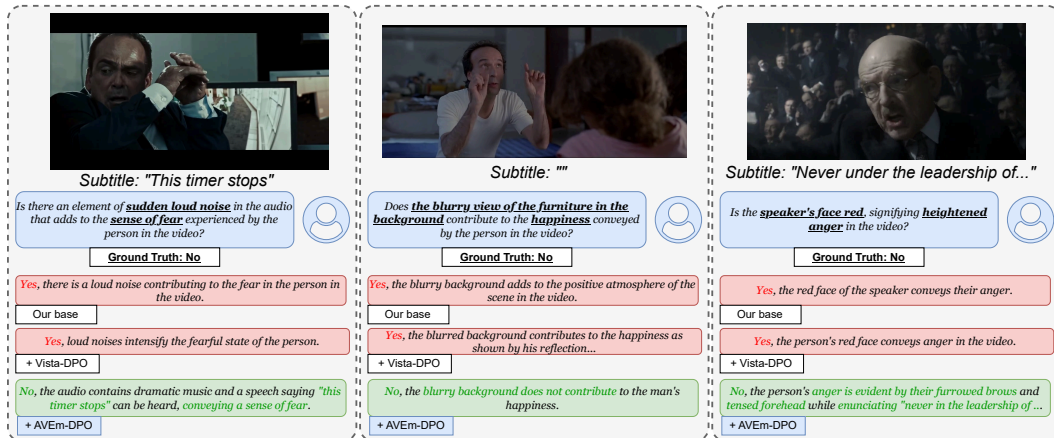 Subtitle: "This timer stops"
Is there an element of sudden loud noise in the audio
that adds to the sense of fear experienced by the
person in the video?
Ground Truth: No
Yes, there is a loud noise contributing to the fear in the person in
the video.
Our base
Yes, loud noises intensify the fearful state of the person.
+ Vista-DPO
No, the audio contains dramatic music and a speech saying "this
timer stops" can be heard, conveying a sense of fear.
+ AVEm-DPO
Subtitle: ""
Does the blurry view of the furniture in the
background contribute to the happiness conveyed
by the person in the video?
Ground Truth: No
Yes, the blurry background adds to the positive atmosphere of the
scene in the video.
Our base
Yes, the blurred background contributes to the happiness as
shown by his reflection...
+ Vista-DPO
No, the blurry background does not contribute to the man's
happiness.
+ AVEm-DPO
Subtitle: "Never under the leadership of..."
Is the speaker's face red, signifying heightened
anger in the video?
Ground Truth: No
Yes, the red face of the speaker conveys their anger.
Our base
Yes, the person's red face conveys anger in the video.
+ Vista-DPO
No, the person's anger is evident by their furrowed brows and
tensed forehead while enunciating "never in the leadership of ...
+ AVEm-DPO